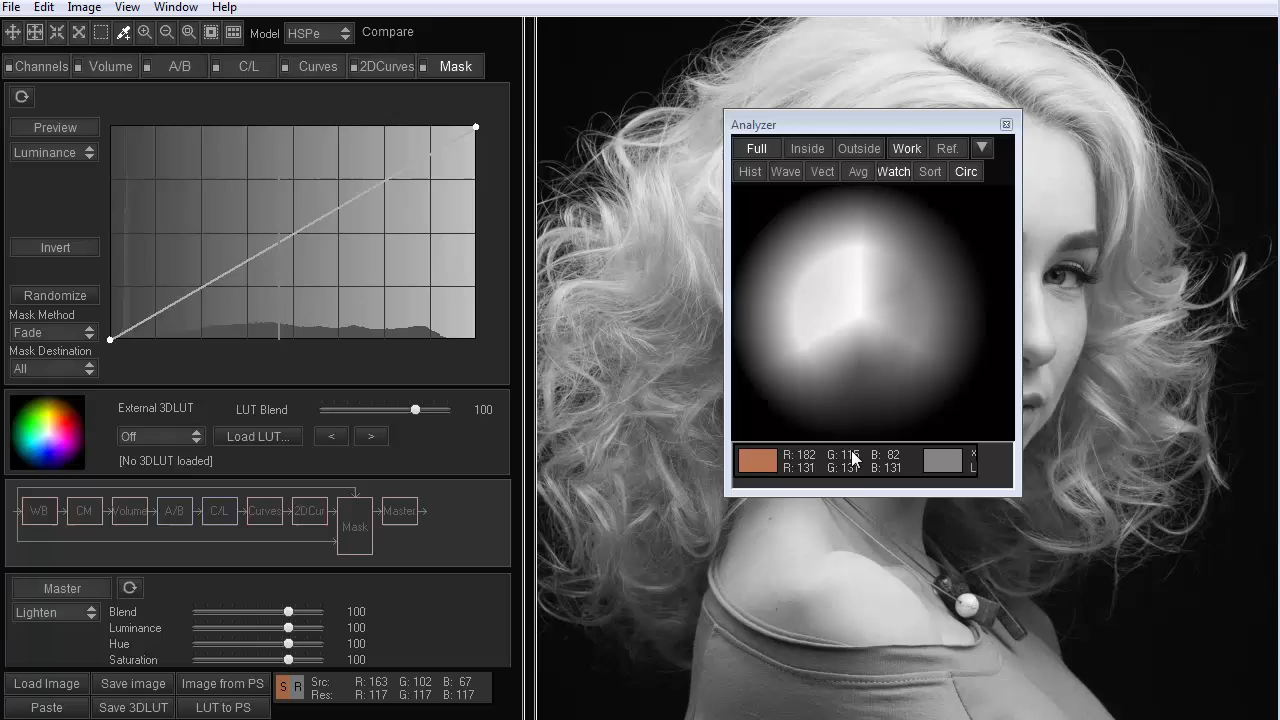 File Edit Image View Window Help
Model HSPe Compare
Channels Volume A/B C/L Curves 2DCurves Mask
Preview
Luminance
Invert
Randomize
Mask Method
Fade
Mask Destination
All
External 3DLUT LUT Blend 100
Off Load LUT... < >
[No 3DLUT loaded]
WB CM Volume A/B C/L Curves 2DCur Mask Master
Master
Lighten Blend 100
Luminance 100
Hue 100
Saturation 100
Load Image Save image Image from PS
Paste Save 3DLUT LUT to PS
S R Src: R: 163 G: 102 B: 67
Res: R: 117 G: 117 B: 117
Analyzer
Full Inside Outside Work Ref.
Hist Wave Vect Avg Watch Sort Circ
R: 182 G: B: 82 X
R: 131 G: B: 131 L